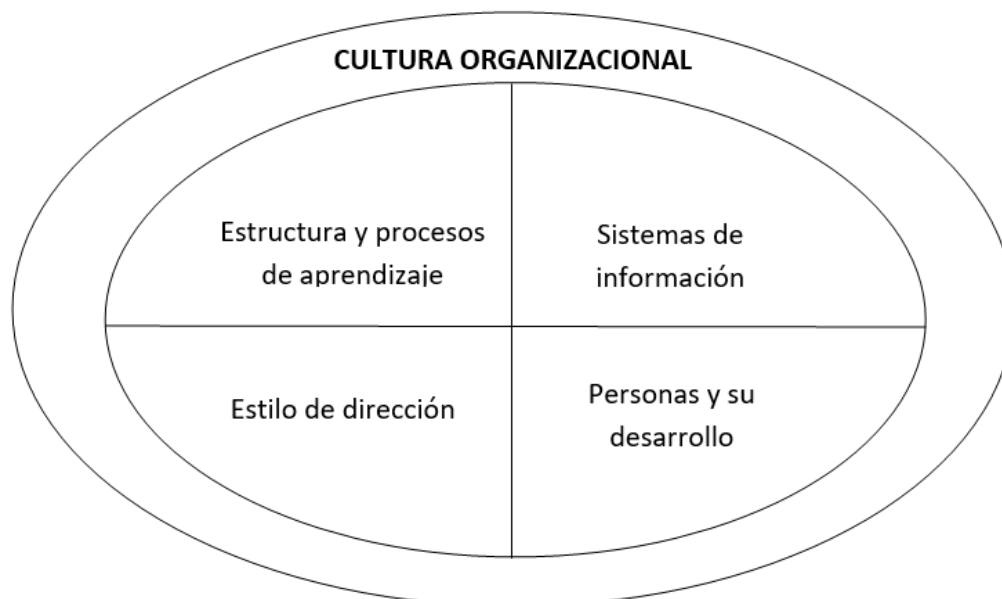 CULTURA ORGANIZACIONAL
Estructura y procesos
de aprendizaje
Sistemas de
información
Estilo de dirección
Personas y su
desarrollo